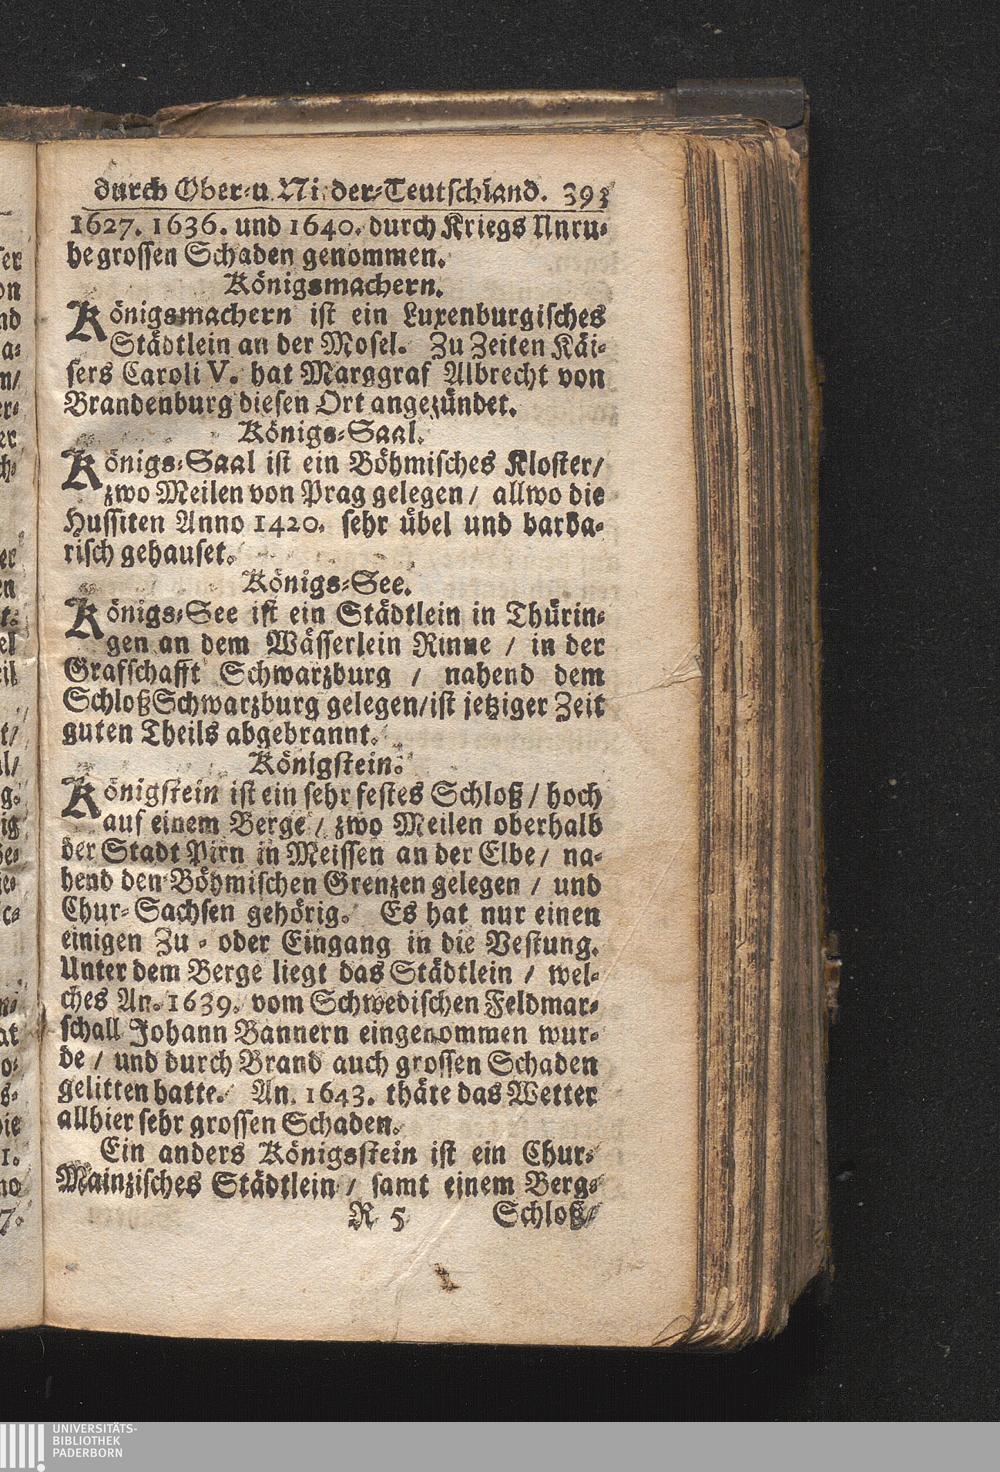 durch Ober-u Nider-Teutschland. 393
1627. 1636. und 1640. durch Kriegs Unru-
he grossen Schaden genommen.
Königsmachern.
Königsmachern ist ein Luxenburgisches
Städtlein an der Mosel. Zu Zeiten Käi-
sers Caroli V. hat Marggraf Albrecht von
Brandenburg diesen Ort angezündet.
Königs-Saal.
Königs-Saal ist ein Böhmisches Kloster/
zwo Meilen von Prag gelegen/ allwo die
Hussiten Anno 1420. sehr übel und barba-
risch gehauset.
Königs-See.
Königs-See ist ein Städtlein in Thürin-
gen an dem Wässerlein Rinne / in der
Grafschafft Schwarzburg / nahend dem
Schloß Schwarzburg gelegen/ist jetziger Zeit
guten Theils abgebrannt.
Königstein.
Königstein ist ein sehr festes Schloß / hoch
auf einem Berge / zwo Meilen oberhalb
der Stadt Pirn in Meissen an der Elbe/ na-
hend den Böhmischen Grenzen gelegen / und
Chur-Sachsen gehörig. Es hat nur einen
einigen Zu- oder Eingang in die Vestung.
Unter dem Berge liegt das Städtlein / wel-
ches An. 1639. vom Schwedischen Feldmar-
schall Johann Bannern eingenommen wur-
de / und durch Brand auch grossen Schaden
gelitten hatte. An. 1643. thäte das Wetter
allhier sehr grossen Schaden.
Ein anders Königsstein ist ein Chur-
Mainzisches Städtlein / samt einem Berg-
R 5 Schloß/
UNIVERSITÄTS-
BIBLIOTHEK
PADERBORN